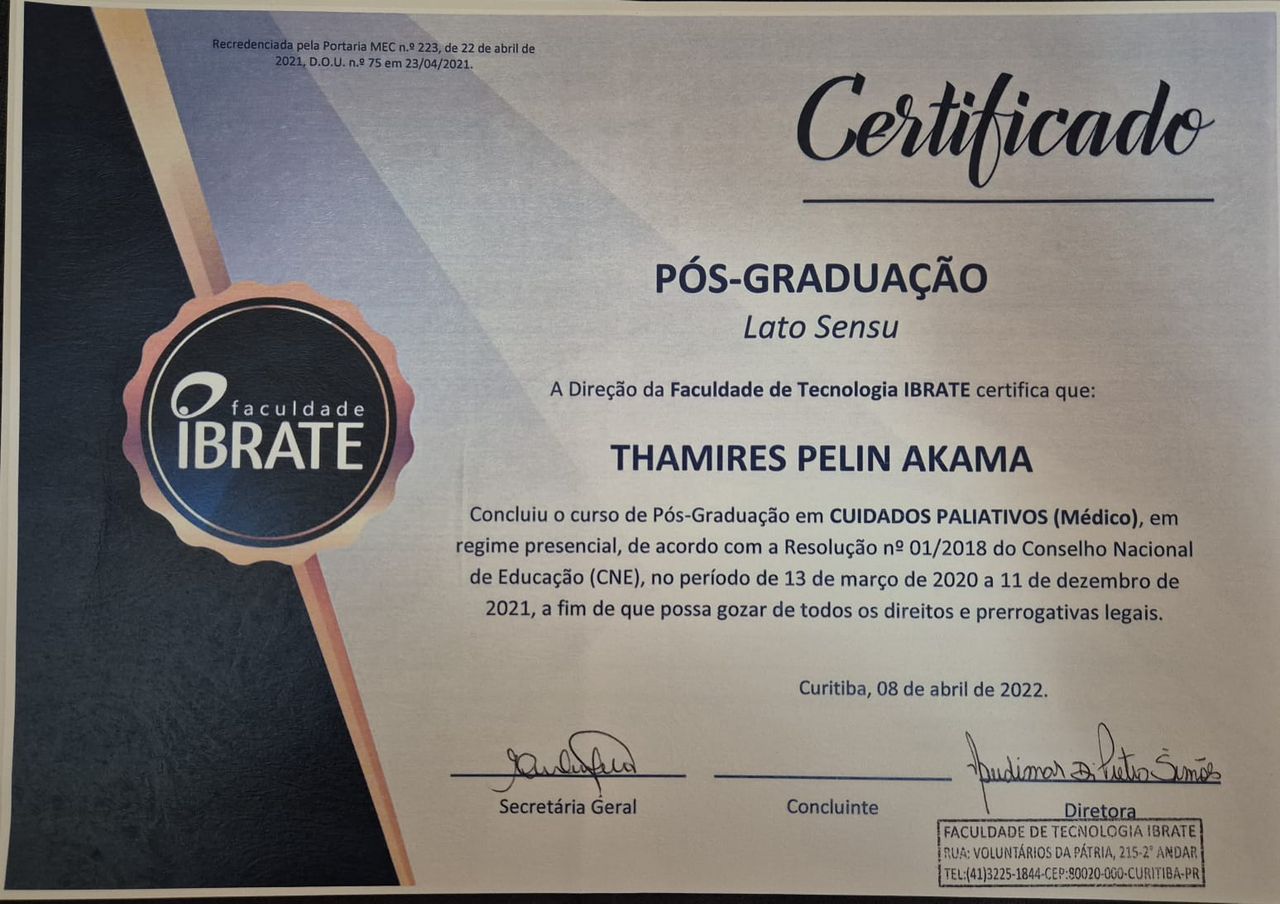 Recredenciada pela Portaria MEC n.º 223, de 22 de abril de
2021, D.O.U. n.º 75 em 23/04/2021.
Certificado
PÓS-GRADUAÇÃO
Lato Sensu
A Direção da Faculdade de Tecnologia IBRATE certifica que:
faculdade
IBRATE
THAMIRES PELIN AKAMA
Concluiu o curso de Pós-Graduação em CUIDADOS PALIATIVOS (Médico), em
regime presencial, de acordo com a Resolução nº 01/2018 do Conselho Nacional
de Educação (CNE), no período de 13 de março de 2020 a 11 de dezembro de
2021, a fim de que possa gozar de todos os direitos e prerrogativas legais.
Curitiba, 08 de abril de 2022.
Secretária Geral
Concluinte
Diretora
FACULDADE DE TECNOLOGIA IBRATE
RUA: VOLUNTÁRIOS DA PÁTRIA, 215-2° ANDAR
TEL:(41)3225-1844-CEP:80020-000-CURITIBA-PR